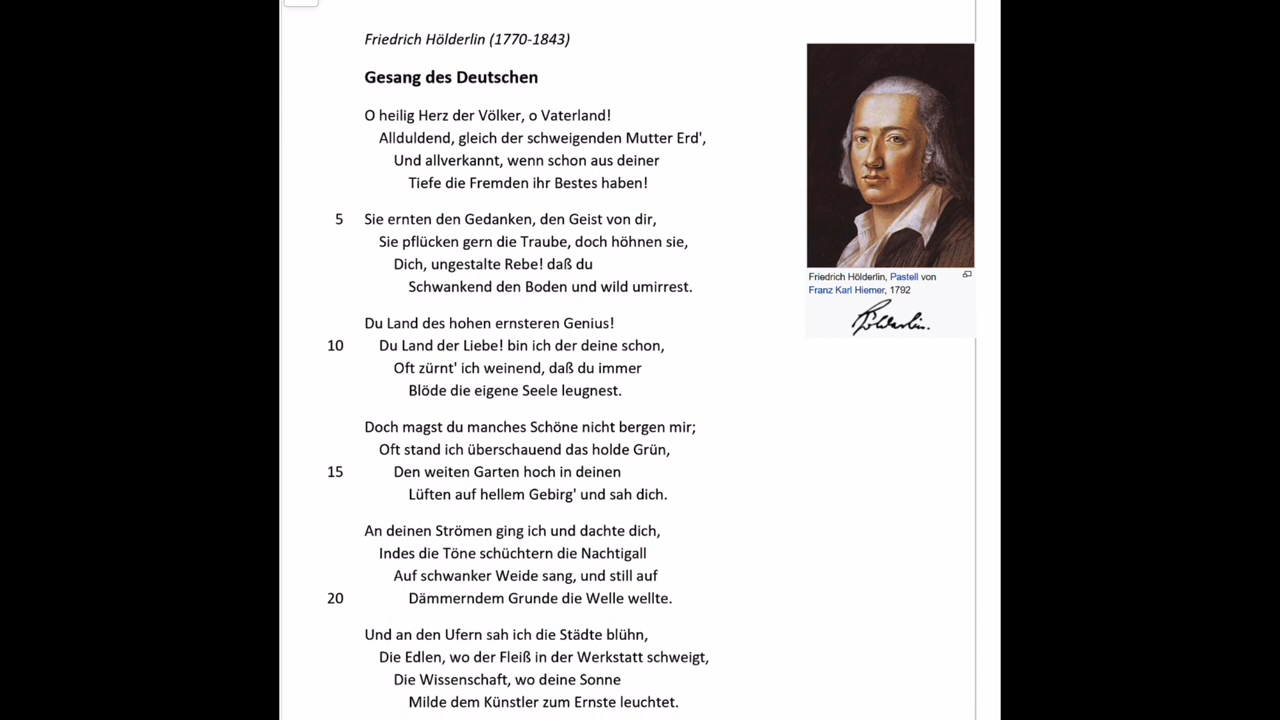 Friedrich Hölderlin (1770-1843)
Gesang des Deutschen
O heilig Herz der Völker, o Vaterland!
Allduldend, gleich der schweigenden Mutter Erd',
Und allverkannt, wenn schon aus deiner
Tiefe die Fremden ihr Bestes haben!
5 Sie ernten den Gedanken, den Geist von dir,
Sie pflücken gern die Traube, doch höhnen sie,
Dich, ungestalte Rebe! daß du
Schwankend den Boden und wild umirrest.
Du Land des hohen ernsteren Genius!
10 Du Land der Liebe! bin ich der deine schon,
Oft zürnt' ich weinend, daß du immer
Blöde die eigene Seele leugnest.
Doch magst du manches Schöne nicht bergen mir;
Oft stand ich überschauend das holde Grün,
15 Den weiten Garten hoch in deinen
Lüften auf hellem Gebirg' und sah dich.
An deinen Strömen ging ich und dachte dich,
Indes die Töne schüchtern die Nachtigall
Auf schwanker Weide sang, und still auf
20 Dämmerndem Grunde die Welle wellte.
Und an den Ufern sah ich die Städte blühn,
Die Edlen, wo der Fleiß in der Werkstatt schweigt,
Die Wissenschaft, wo deine Sonne
Milde dem Künstler zum Ernste leuchtet.
Friedrich Hölderlin, Pastell von
Franz Karl Hiemer, 1792
Hölderlin.